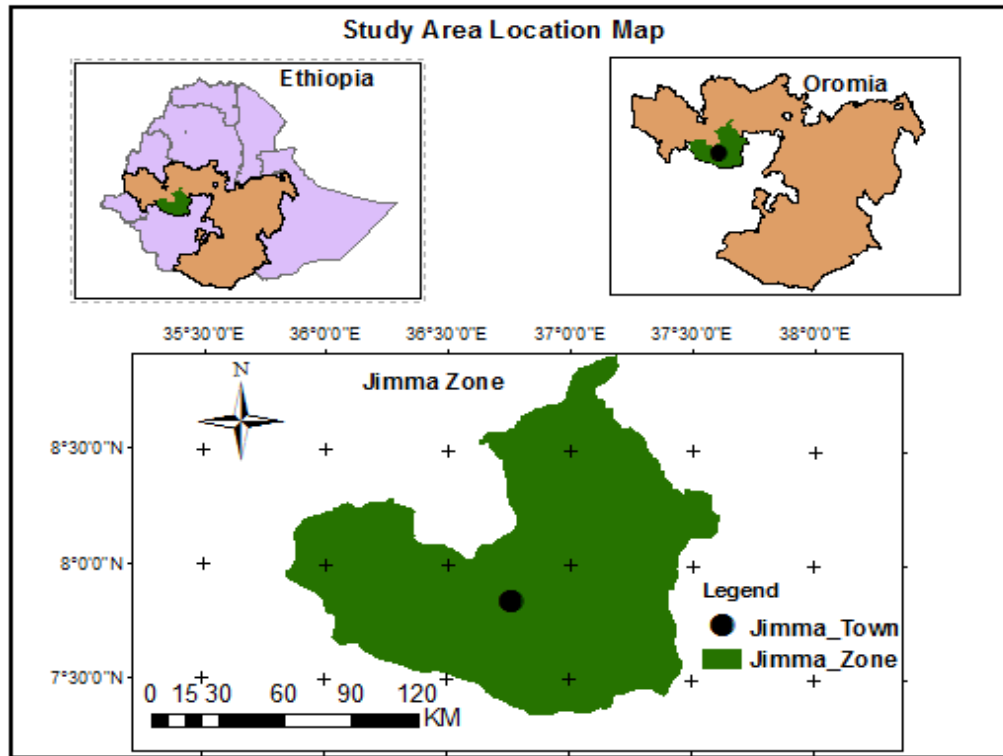 Study Area Location Map
Ethiopia
Oromia
35°30'0"E 36°0'0"E 36°30'0"E 37°0'0"E 37°30'0"E 38°0'0"E
Jimma Zone
N
8°30'0"N
8°0'0"N
7°30'0"N
Legend
Jimma_Town
Jimma_Zone
0 15 30 60 90 120
KM